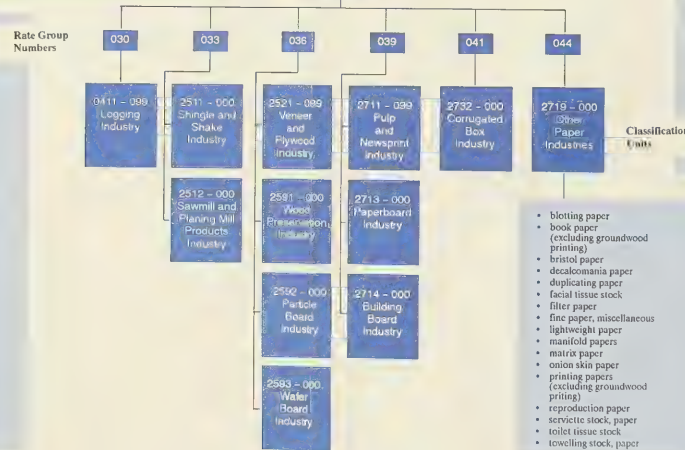 Rate Group
Numbers
030
033
036
039
041
044
0411 - 099
Logging
Industry
2511 - 000
Shingle and
Shake
Industry
2521 - 099
Veneer
and
Plywood
Industry
2711 - 099
Pulp
and
Newsprint
Industry
2732 - 000
Corrugated
Box
Industry
2719 - 000
Other
Paper
Industries
Classification
Units
2512 - 000
Sawmill and
Planing Mill
Products
Industry
2591 - 000
Wood
Preservation
Industry
2713 - 000
Paperboard
Industry
2592 - 000
Particle
Board
Industry
2714 - 000
Building
Board
Industry
2593 - 000
Wafer
Board
Industry
• blotting paper
• book paper
(excluding groundwood
printing)
• bristol paper
• decalcomania paper
• duplicating paper
• facial tissue stock
• filter paper
• fine paper, miscellaneous
• lightweight paper
• manifold papers
• matrix paper
• onion skin paper
• printing papers
(excluding groundwood
priting)
• reproduction paper
• serviette stock, paper
• toilet tissue stock
• towelling stock, paper